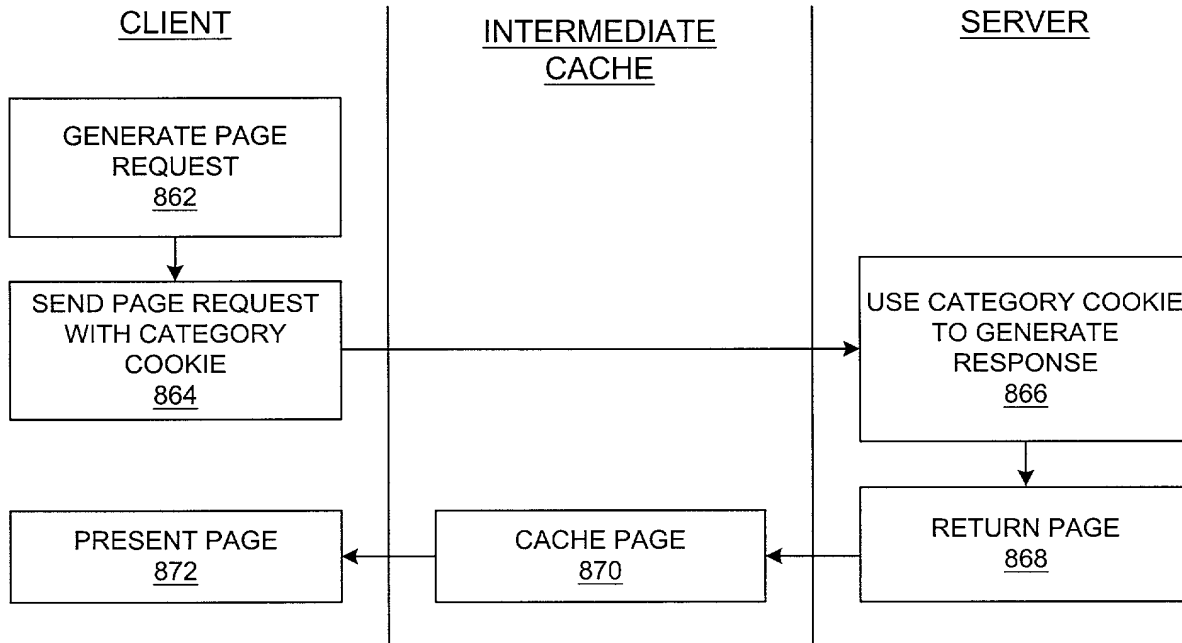 CLIENT
INTERMEDIATE
CACHE
SERVER
GENERATE PAGE
REQUEST
862
SEND PAGE REQUEST
WITH CATEGORY
COOKIE
864
USE CATEGORY COOKIE
TO GENERATE
RESPONSE
866
PRESENT PAGE
872
CACHE PAGE
870
RETURN PAGE
868